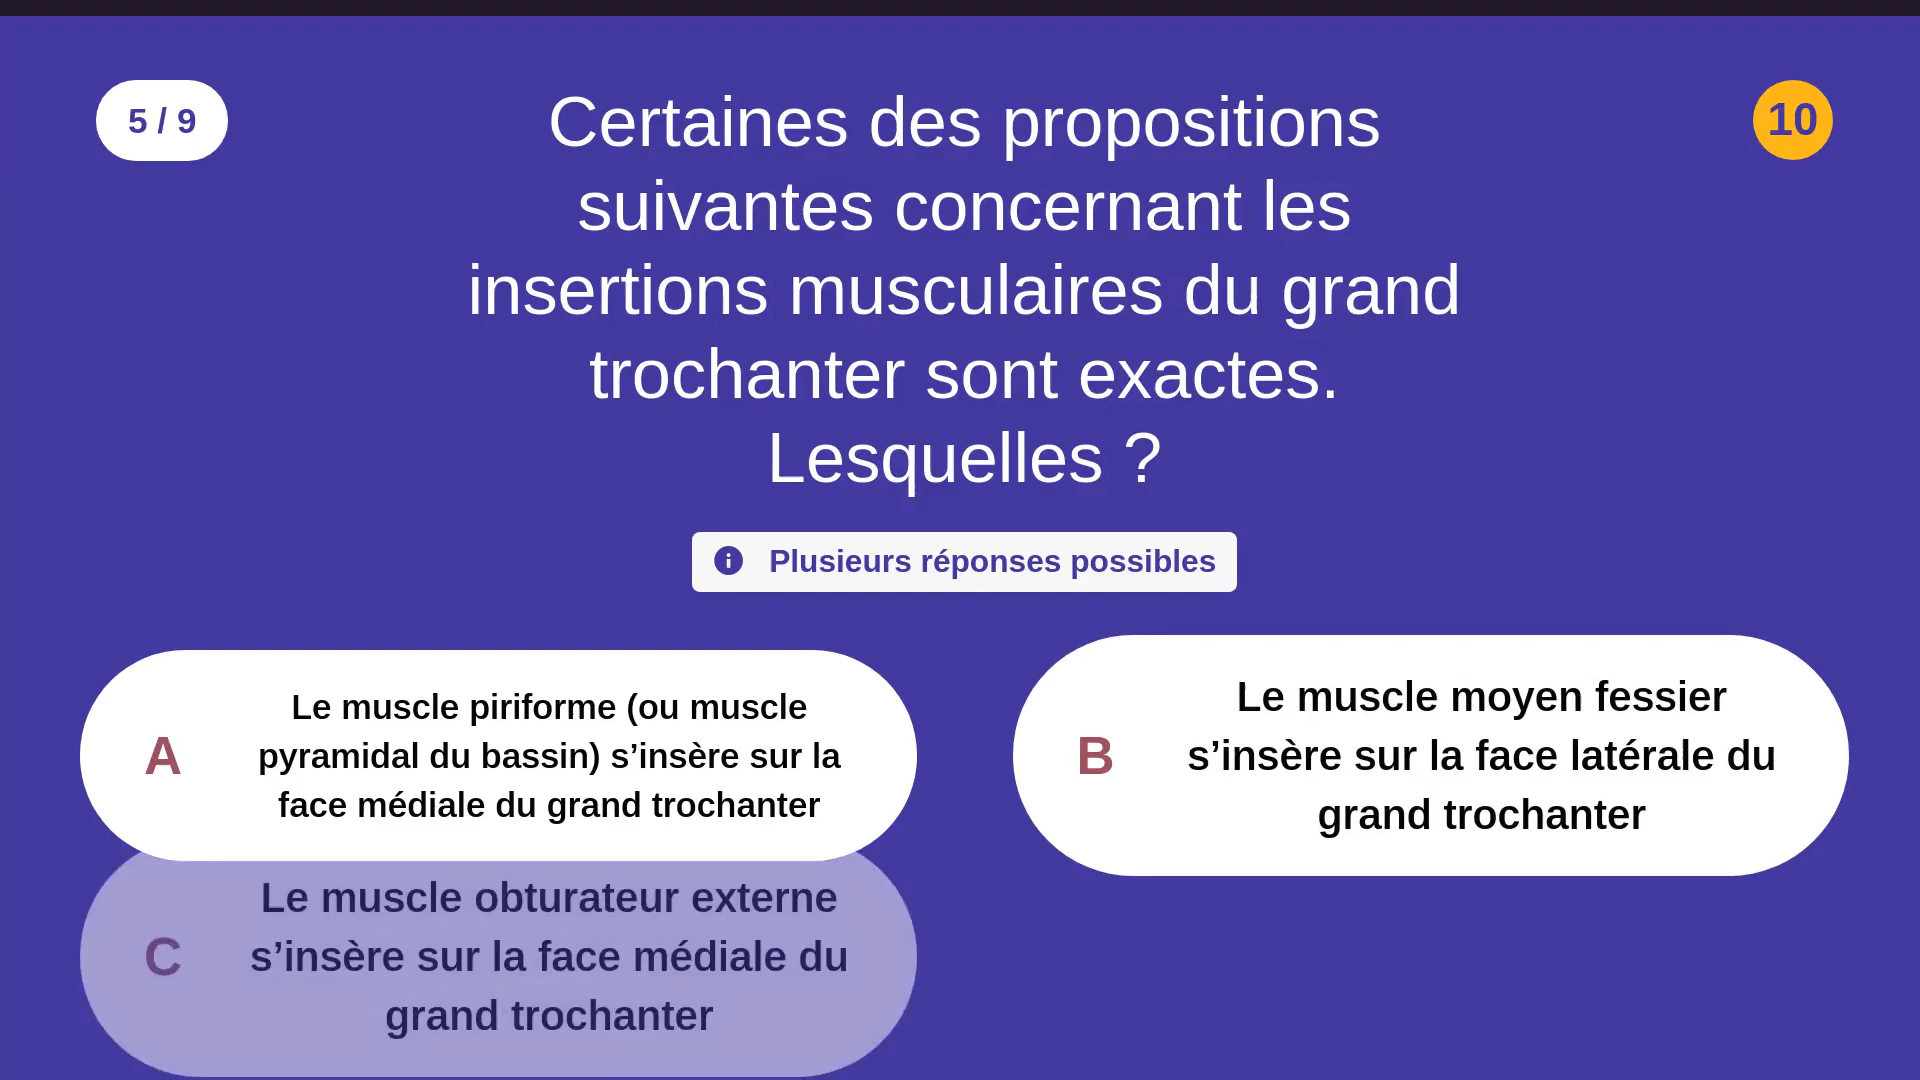 5 / 9
Certaines des propositions
suivantes concernant les
insertions musculaires du grand
trochanter sont exactes.
Lesquelles ?
10
Plusieurs réponses possibles
A
Le muscle piriforme (ou muscle
pyramidal du bassin) s’insère sur la
face médiale du grand trochanter
B
Le muscle moyen fessier
s’insère sur la face latérale du
grand trochanter
C
Le muscle obturateur externe
s’insère sur la face médiale du
grand trochanter